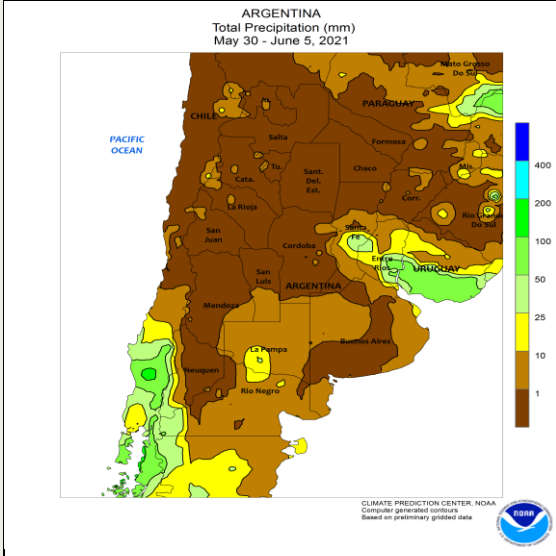 ARGENTINA
Total Precipitation (mm)
May 30 - June 5, 2021
Mato Grosso
Do Sul
PARAGUAY
CHILE
PACIFIC
OCEAN
Salta
Formosa
Tu.
Cata.
Sant.
Del.
Est.
Chaco
Mis.
Corr.
La Rioja
Rio Grande
Do Sul
San
Juan
Santa
Fe
Cordoba
Entre
Rios
URUGUAY
San
Luis
ARGENTINA
Mendoza
Buenos Aires
La Pampa
Neuquen
Rio Negro
400
200
100
50
25
10
1
CLIMATE PREDICTION CENTER, NOAA
Computer generated contours
Based on preliminary gridded data
NOAA